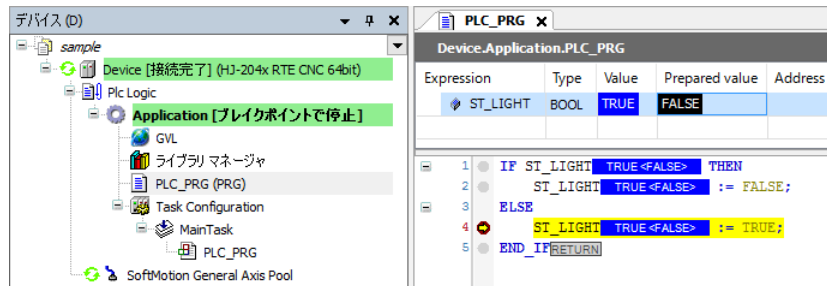 デバイス (D)
sample
Device [接続完了] (HJ-204x RTE CNC 64bit)
Plc Logic
Application [ブレイクポイントで停止]
GVL
ライブラリ マネージャ
PLC_PRG (PRG)
Task Configuration
MainTask
PLC_PRG
SoftMotion General Axis Pool
PLC_PRG
Device.Application.PLC_PRG
Expression Type Value Prepared value Address
ST_LIGHT BOOL TRUE FALSE
1 IF ST_LIGHT TRUE<FALSE> THEN
2 ST_LIGHT TRUE<FALSE> := FALSE;
3 ELSE
4 ST_LIGHT TRUE<FALSE> := TRUE;
5 END_IF RETURN